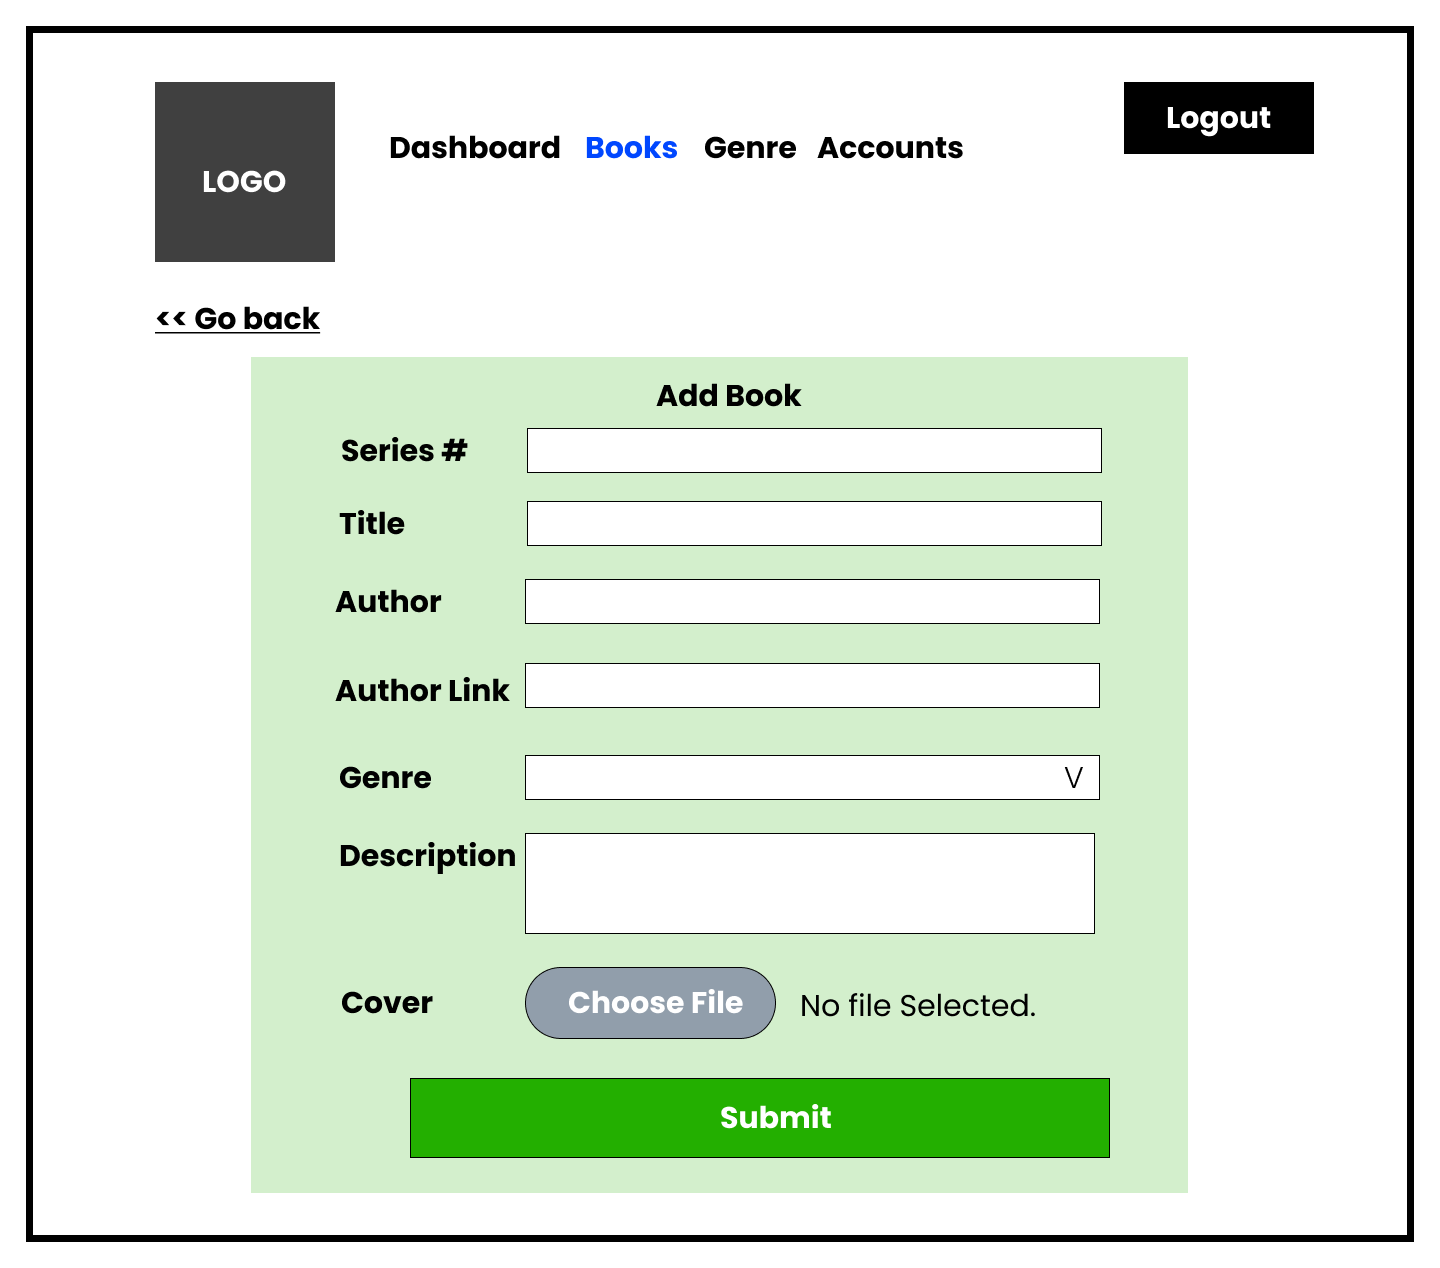 LOGO
Dashboard Books Genre Accounts
Logout
<< Go back
Add Book
Series #
Title
Author
Author Link
Genre V
Description
Cover Choose File No file Selected.
Submit